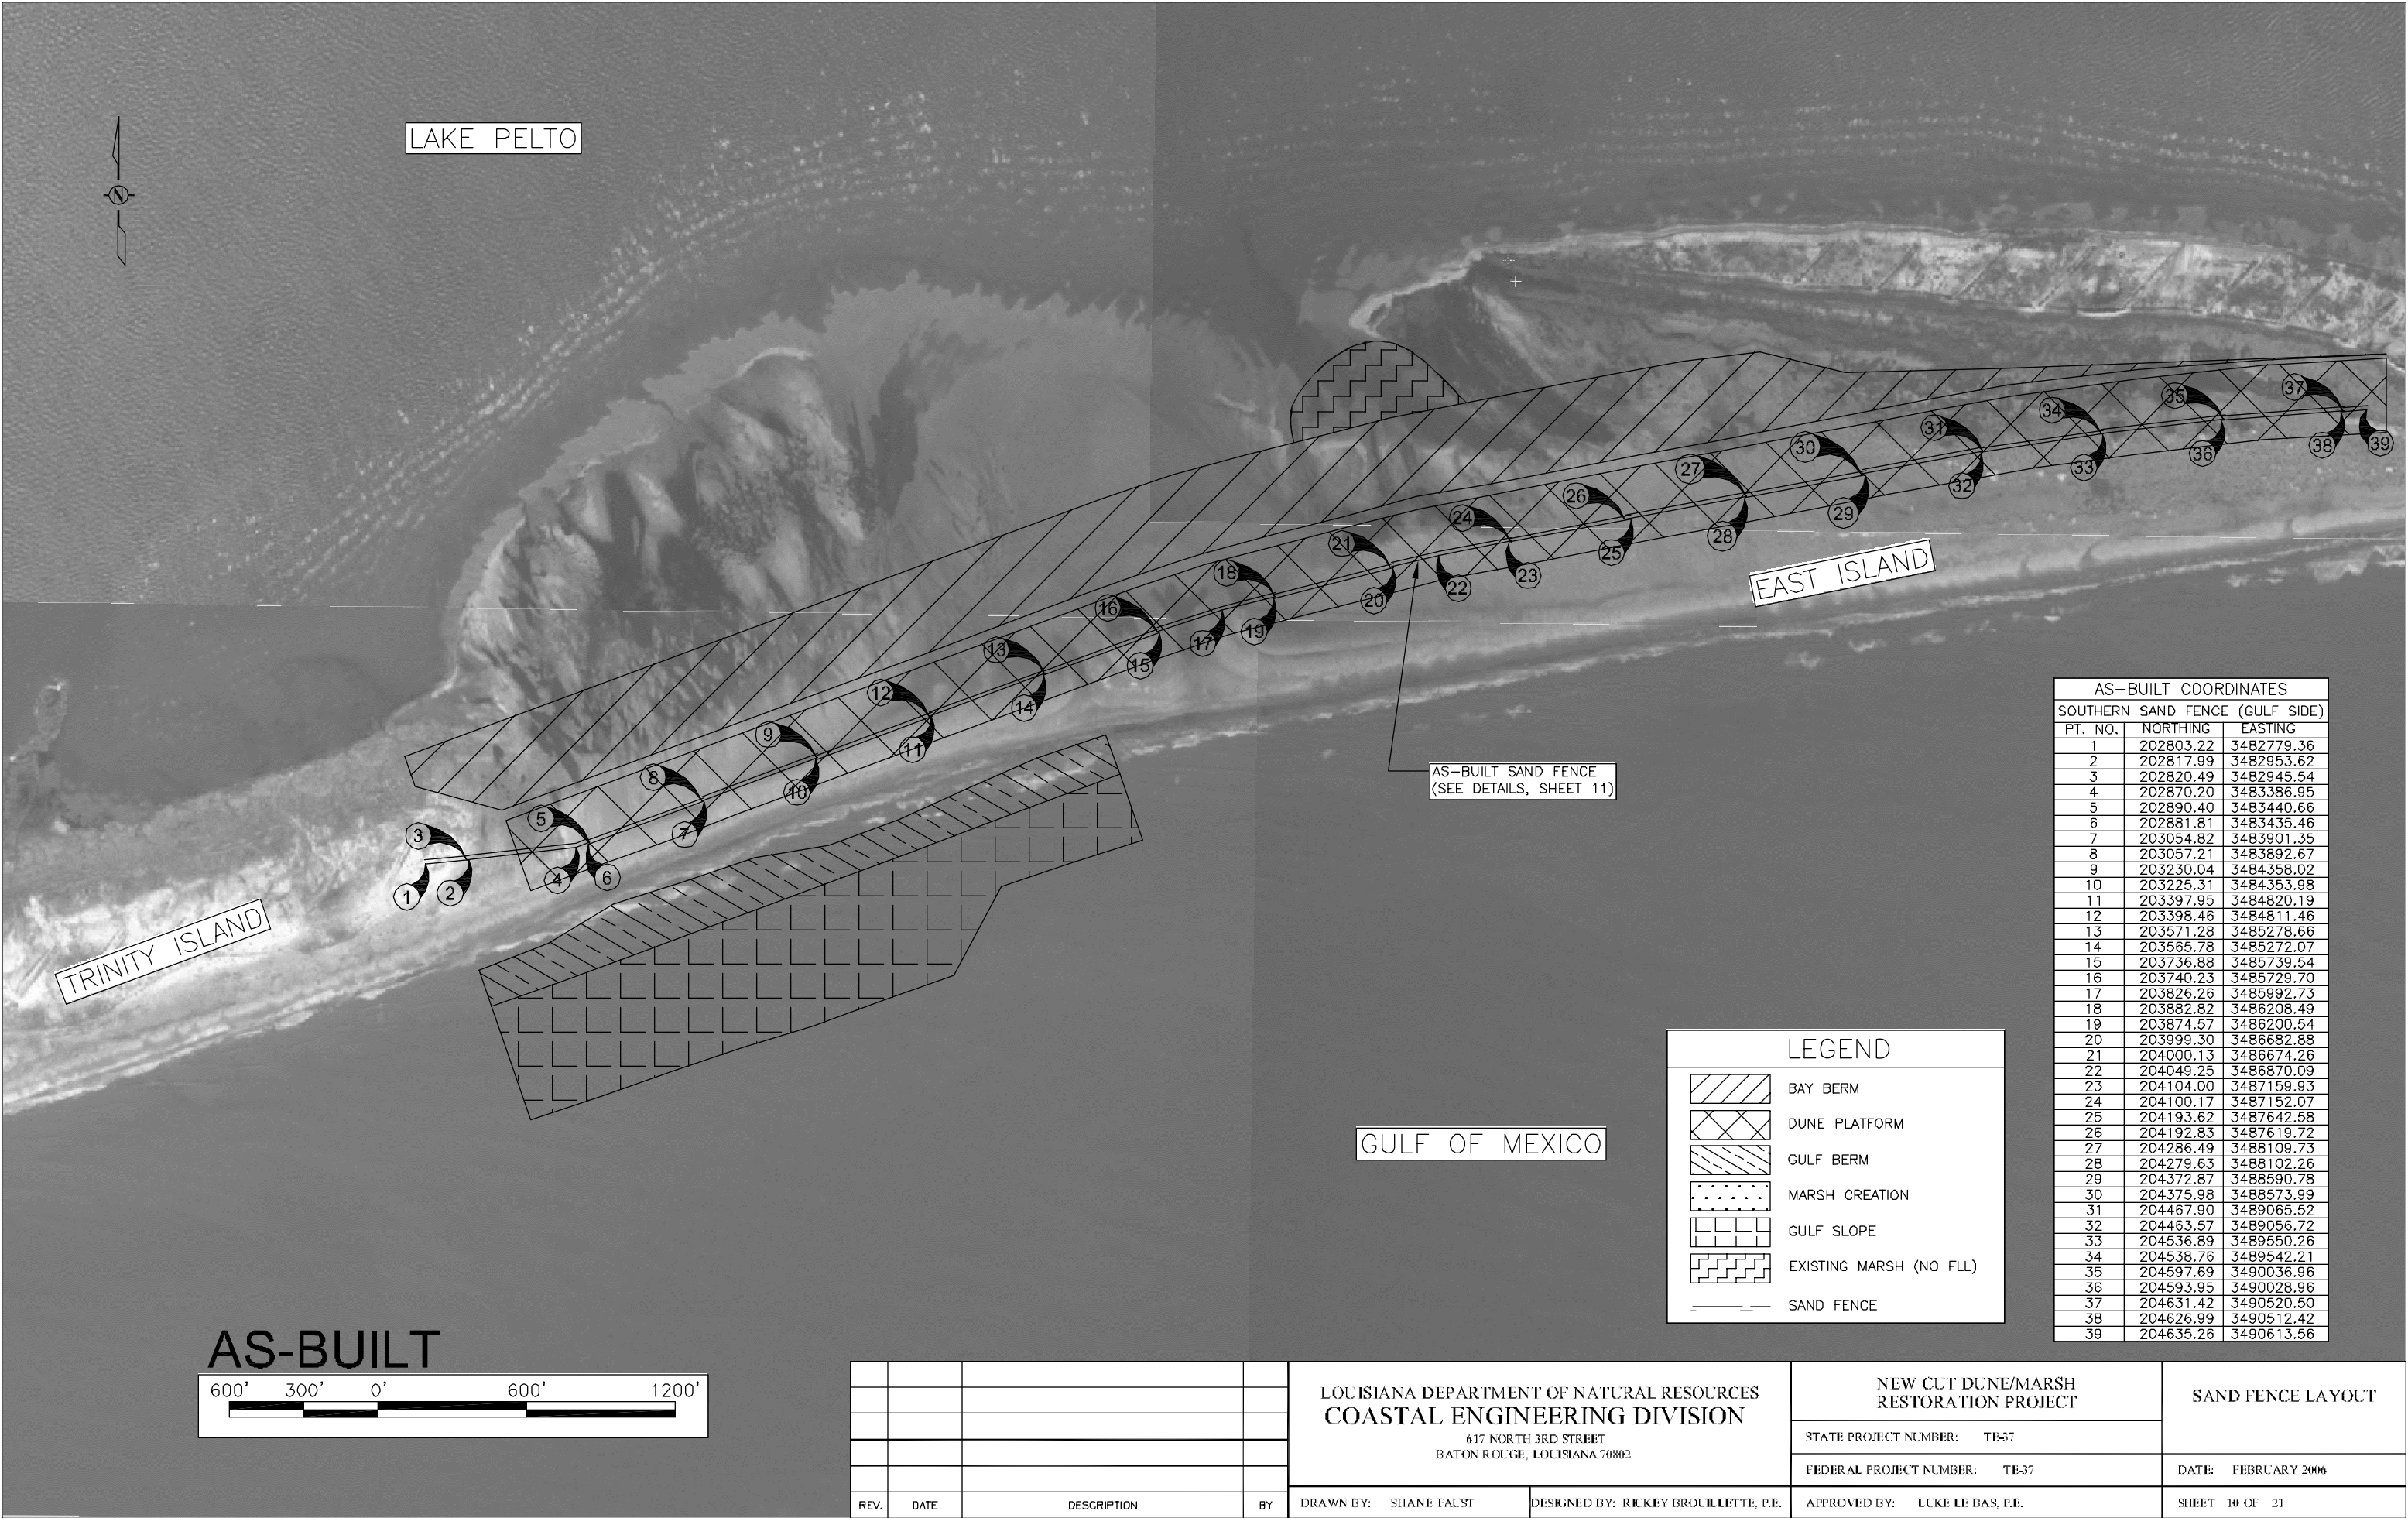 LAKE PELTO
N
EAST ISLAND
TRINITY ISLAND
GULF OF MEXICO
1
2
3
4
5
6
7
8
9
10
11
12
13
14
15
16
17
18
19
20
21
22
23
24
25
26
27
28
29
30
31
32
33
34
35
36
37
38
39
AS-BUILT SAND FENCE
(SEE DETAILS, SHEET 11)
AS-BUILT COORDINATES
SOUTHERN SAND FENCE (GULF SIDE)
PT. NO. NORTHING EASTING
1 202803.22 3482779.36
2 202817.99 3482953.62
3 202820.49 3482945.54
4 202870.20 3483386.95
5 202890.40 3483440.66
6 202881.81 3483435.46
7 203054.82 3483901.35
8 203057.21 3483892.67
9 203230.04 3484358.02
10 203225.31 3484353.98
11 203397.95 3484820.19
12 203398.46 3484811.46
13 203571.28 3485278.66
14 203565.78 3485272.07
15 203736.88 3485739.54
16 203740.23 3485729.70
17 203826.26 3485992.73
18 203882.82 3486208.49
19 203874.57 3486200.54
20 203999.30 3486682.88
21 204000.13 3486674.26
22 204049.25 3486870.09
23 204104.00 3487159.93
24 204100.17 3487152.07
25 204193.62 3487642.58
26 204192.83 3487619.72
27 204286.49 3488109.73
28 204279.63 3488102.26
29 204372.87 3488590.78
30 204375.98 3488573.99
31 204467.90 3489065.52
32 204463.57 3489056.72
33 204536.89 3489550.26
34 204538.76 3489542.21
35 204597.69 3490036.96
36 204593.95 3490028.96
37 204631.42 3490520.50
38 204626.99 3490512.42
39 204635.26 3490613.56
LEGEND
BAY BERM
DUNE PLATFORM
GULF BERM
MARSH CREATION
GULF SLOPE
EXISTING MARSH (NO FLL)
SAND FENCE
AS-BUILT
600' 300' 0' 600' 1200'
REV. DATE DESCRIPTION BY
LOUISIANA DEPARTMENT OF NATURAL RESOURCES
COASTAL ENGINEERING DIVISION
617 NORTH 3RD STREET
BATON ROUGE, LOUISIANA 70802
DRAWN BY: SHANE FAUST
DESIGNED BY: RICKEY BROUILLETTE, P.E.
NEW CUT DUNE/MARSH
RESTORATION PROJECT
STATE PROJECT NUMBER: TE-37
FEDERAL PROJECT NUMBER: TE-37
APPROVED BY: LUKE LE BAS, P.E.
SAND FENCE LAYOUT
DATE: FEBRUARY 2006
SHEET 10 OF 21